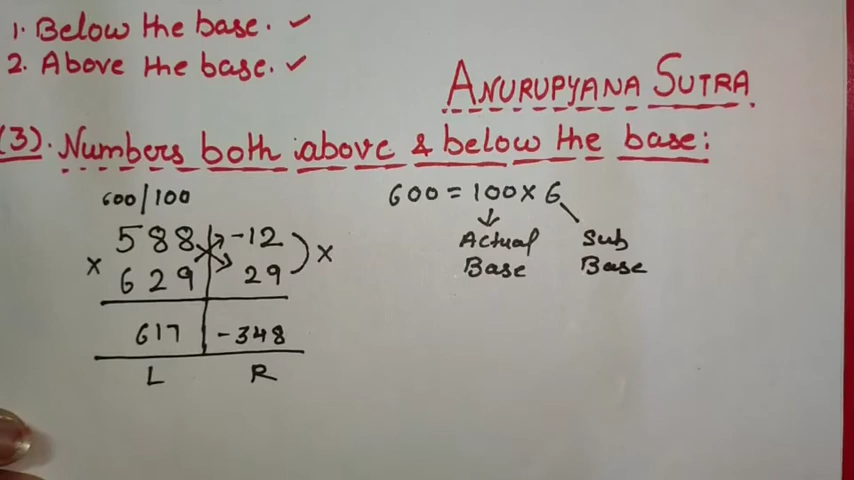 1. Below the base. ✓
2. Above the base. ✓
ANURUPYANA SUTRA
(3). Numbers both above & below the base:
600/100
600 = 100 × 6
588 | -12
× 629 | 29 ×
617 | -348
L R
Actual Base
Sub Base